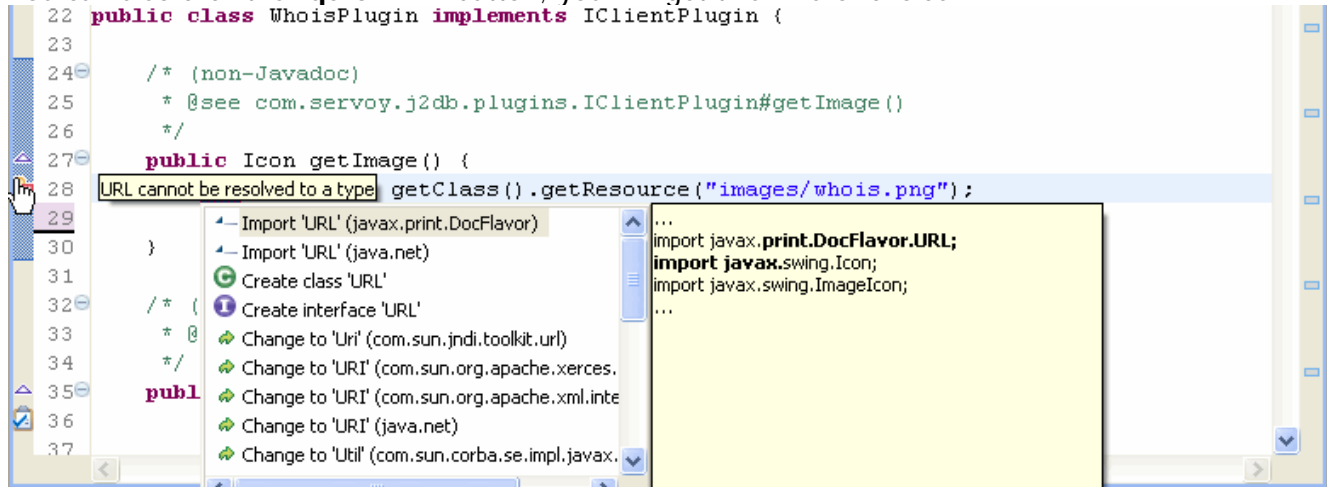 22 public class WhoisPlugin implements IClientPlugin {
23
24 /* (non-Javadoc)
25 * @see com.servoy.j2db.plugins.IClientPlugin#getImage()
26 */
27 public Icon getImage() {
28 URL cannot be resolved to a type getClass().getResource("images/whois.png");
29
30 }
31
32 /* (
33 * @
34 */
35 publ
36
37
Import 'URL' (javax.print.DocFlavor)
Import 'URL' (java.net)
Create class 'URL'
Create interface 'URL'
Change to 'Uri' (com.sun.jndi.toolkit.url)
Change to 'URI' (com.sun.org.apache.xerces.
Change to 'URI' (com.sun.org.apache.xml.inte
Change to 'URI' (java.net)
Change to 'Util' (com.sun.corba.se.impl.javax.
...
import javax.print.DocFlavor.URL;
import javax.swing.Icon;
import javax.swing.ImageIcon;
...